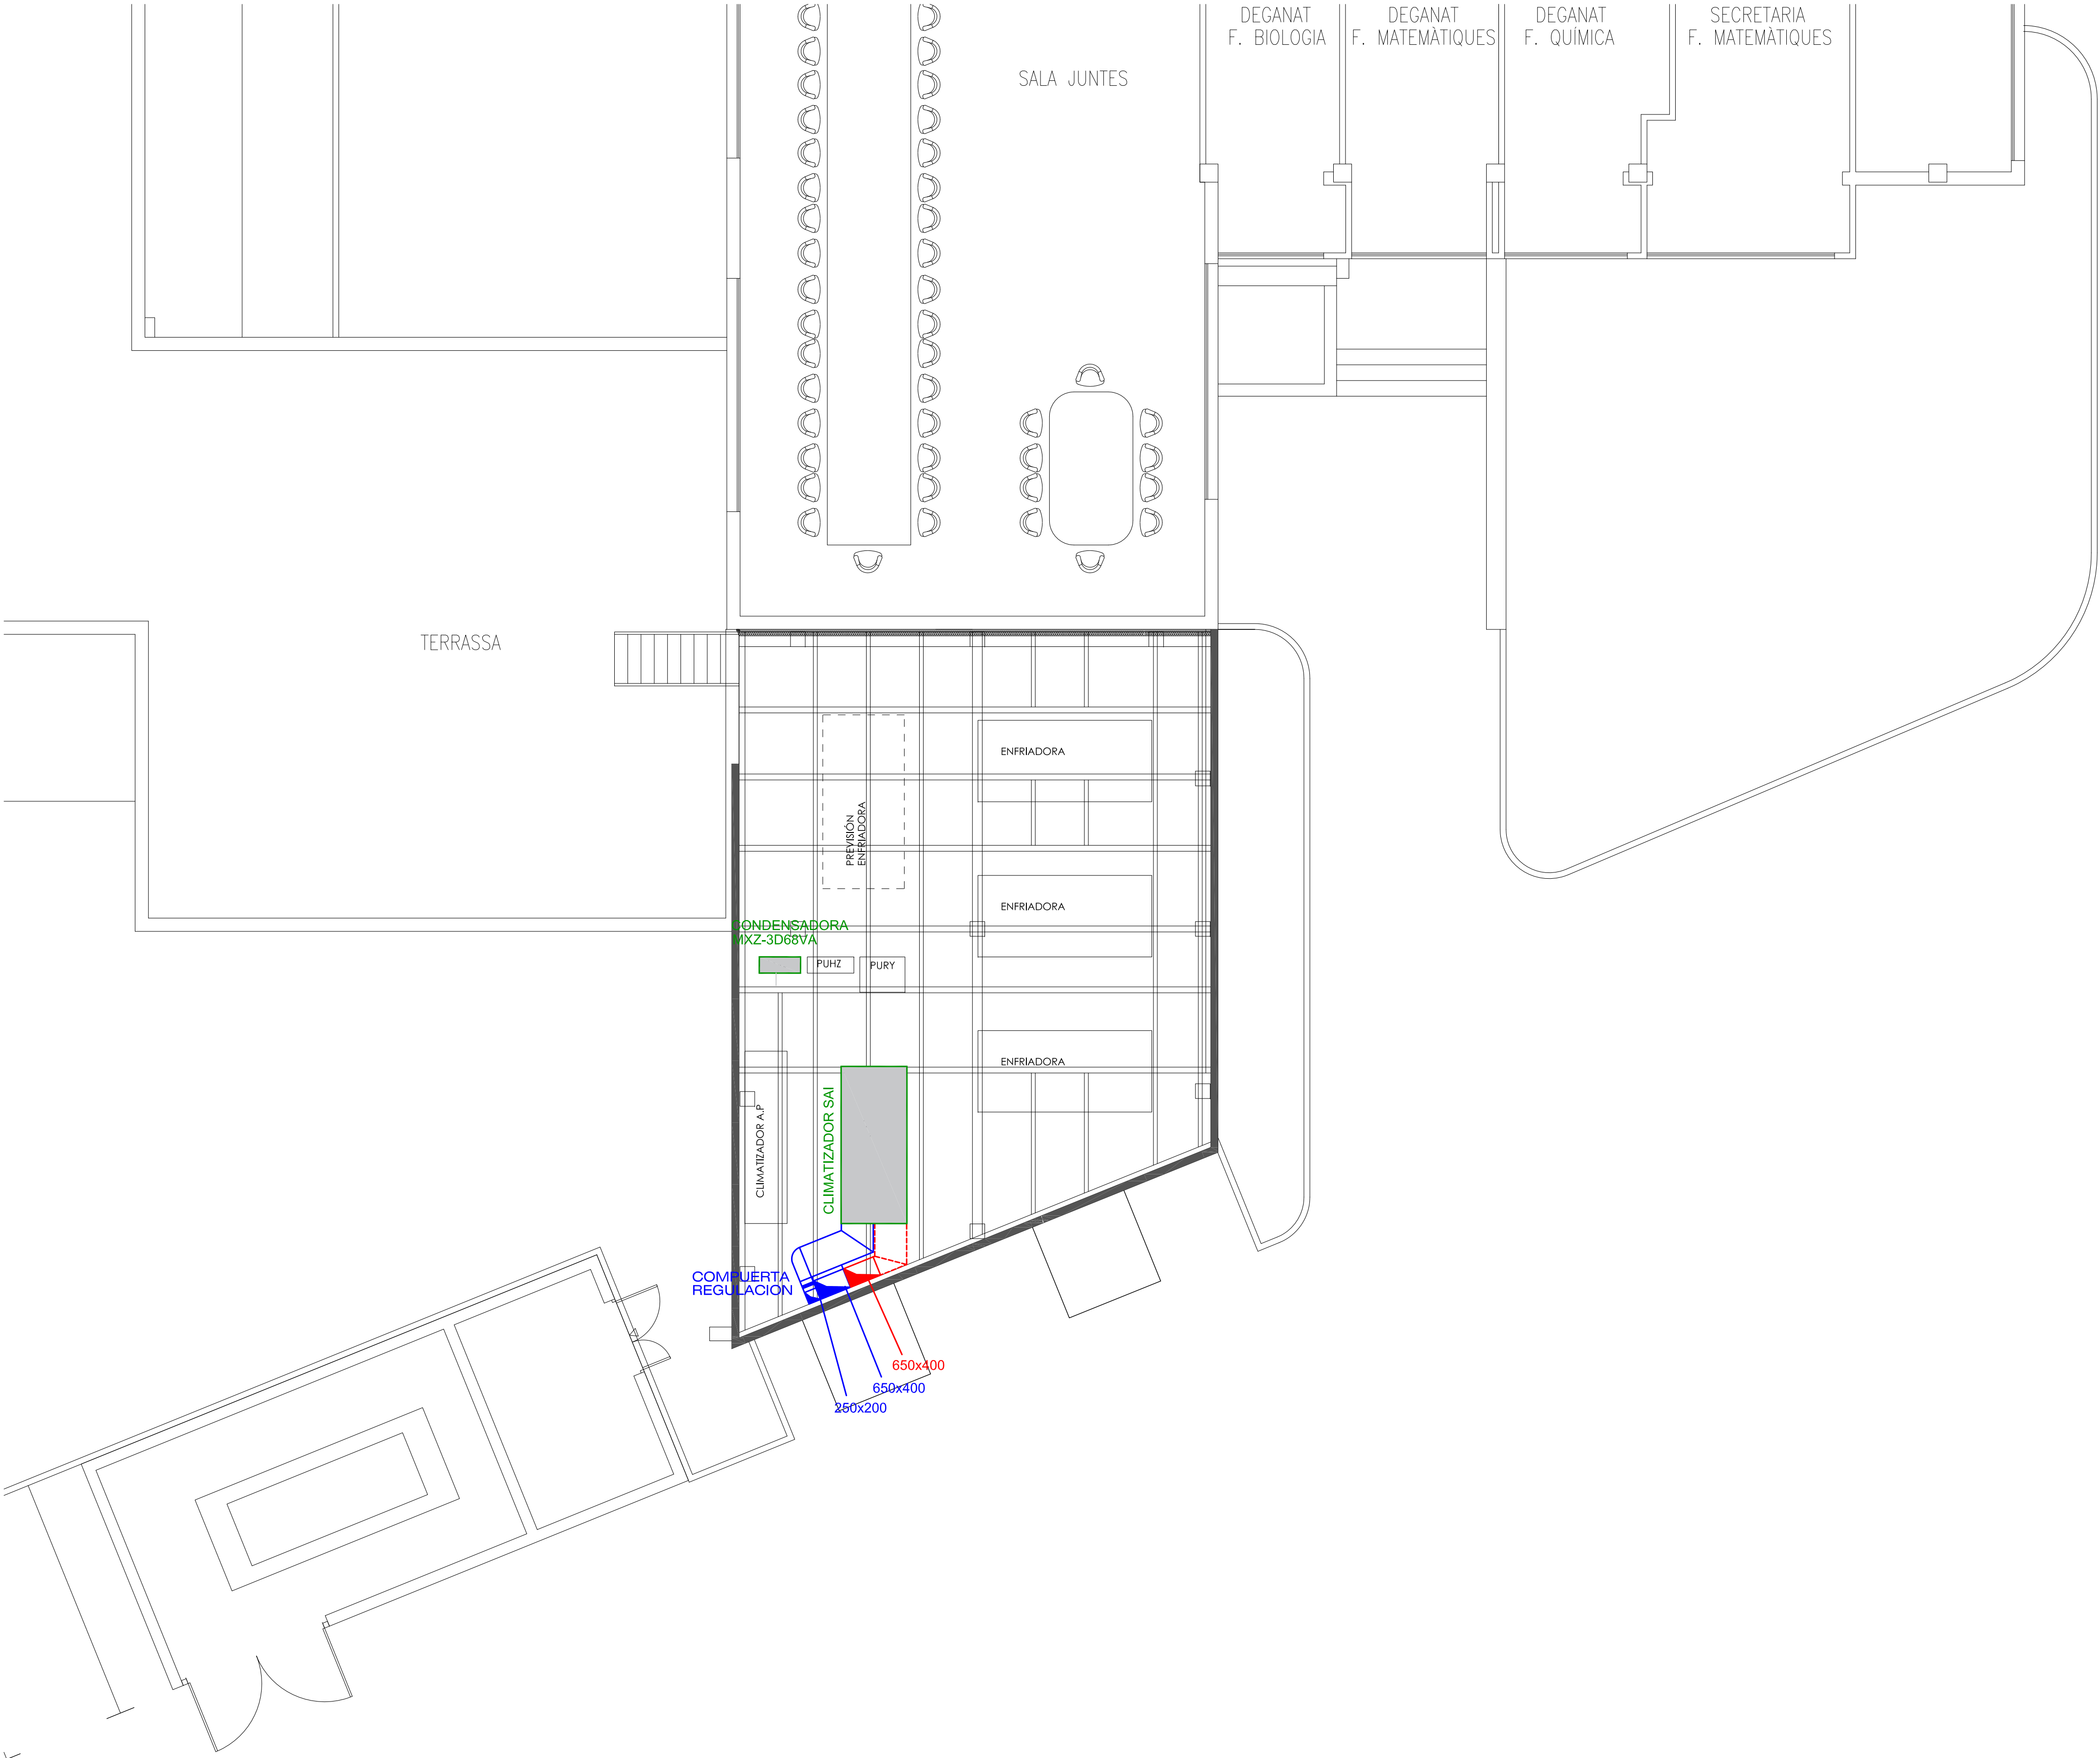 DEGANAT
F. BIOLOGIA
DEGANAT
F. MATEMÀTIQUES
DEGANAT
F. QUÍMICA
SECRETARIA
F. MATEMÀTIQUES
SALA JUNTES
TERRASSA
ENFRIADORA
PREVISIÓN
ENFRIADORA
ENFRIADORA
CONDENSADORA
MXZ-3D68VA
PUHZ
PURY
ENFRIADORA
CLIMATIZADOR A.P
CLIMATIZADOR SAI
COMPUERTA
REGULACION
650x400
650x400
250x200